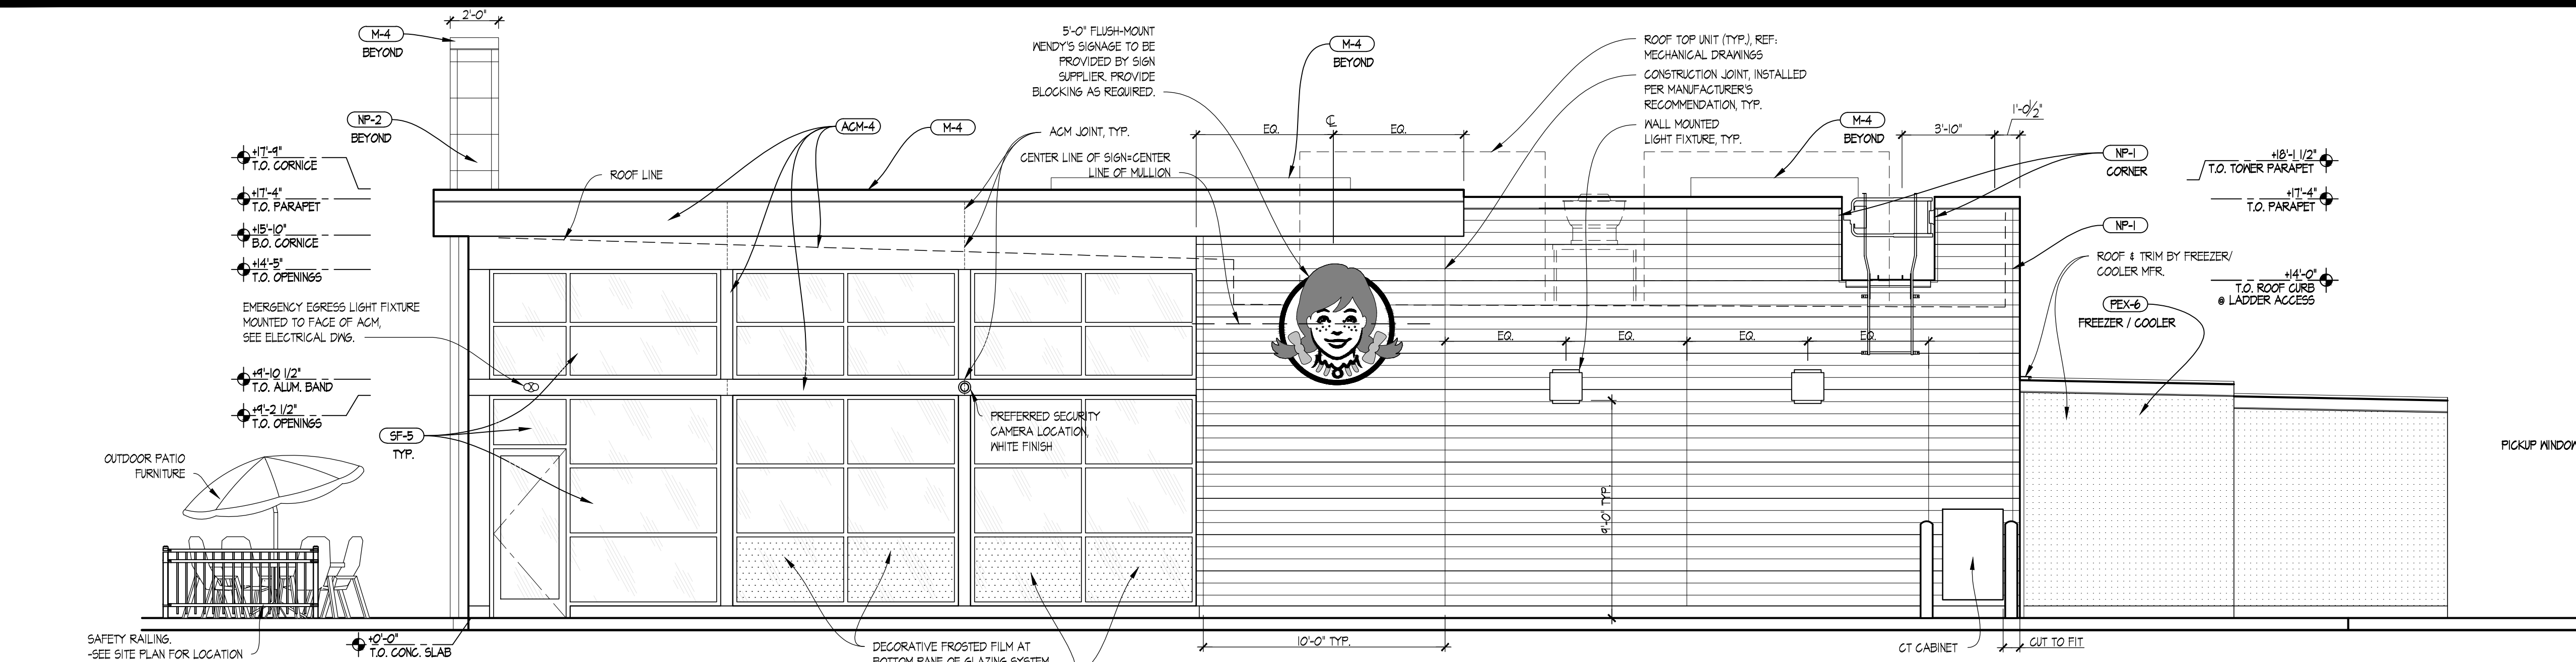 2'-0"
M-4
BEYOND
NP-2
BEYOND
+17'-9"
T.O. CORNICE
+17'-4"
T.O. PARAPET
+15'-10"
B.O. CORNICE
+14'-5"
T.O. OPENINGS
EMERGENCY EGRESS LIGHT FIXTURE
MOUNTED TO FACE OF ACM,
SEE ELECTRICAL DWG.
+9'-10 1/2"
T.O. ALUM. BAND
+9'-2 1/2"
T.O. OPENINGS
SF-5
TYP.
OUTDOOR PATIO
FURNITURE
SAFETY RAILING.
-SEE SITE PLAN FOR LOCATION
+0'-0"
T.O. CONC. SLAB
ROOF LINE
ACM-4
M-4
5'-0" FLUSH-MOUNT
WENDY'S SIGNAGE TO BE
PROVIDED BY SIGN
SUPPLIER. PROVIDE
BLOCKING AS REQUIRED.
ACM JOINT, TYP.
CENTER LINE OF SIGN=CENTER
LINE OF MULLION
EQ.
EQ.
M-4
BEYOND
ROOF TOP UNIT (TYP.), REF:
MECHANICAL DRAWINGS
CONSTRUCTION JOINT, INSTALLED
PER MANUFACTURER'S
RECOMMENDATION, TYP.
WALL MOUNTED
LIGHT FIXTURE, TYP.
M-4
BEYOND
3'-10"
1'-0 1/2"
NP-1
CORNER
+18'-1 1/2"
T.O. TOWER PARAPET
+17'-4"
T.O. PARAPET
NP-1
ROOF & TRIM BY FREEZER/
COOLER MFR.
+14'-0"
T.O. ROOF CURB
@ LADDER ACCESS
PEX-6
FREEZER / COOLER
EQ.
EQ.
EQ.
EQ.
PREFERRED SECURITY
CAMERA LOCATION,
WHITE FINISH
9'-0" TYP.
PICKUP WINDOW
DECORATIVE FROSTED FILM AT
BOTTOM PANE OF GLAZING SYSTEM
10'-0" TYP.
CT CABINET
CUT TO FIT